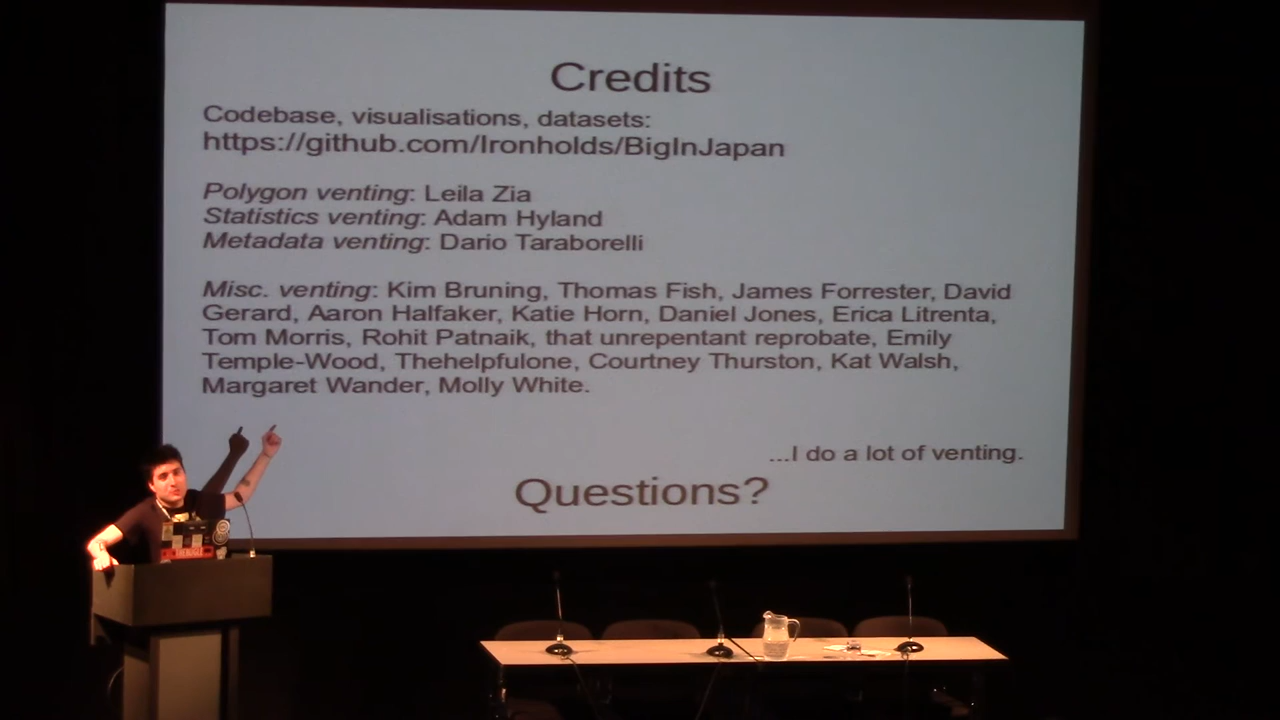 Credits
Codebase, visualisations, datasets:
https://github.com/Ironholds/BigInJapan
Polygon venting: Leila Zia
Statistics venting: Adam Hyland
Metadata venting: Dario Taraborelli
Misc. venting: Kim Bruning, Thomas Fish, James Forrester, David
Gerard, Aaron Halfaker, Katie Horn, Daniel Jones, Erica Litrenta,
Tom Morris, Rohit Patnaik, that unrepentant reprobate, Emily
Temple-Wood, Thehelpfulone, Courtney Thurston, Kat Walsh,
Margaret Wander, Molly White.
...I do a lot of venting.
Questions?